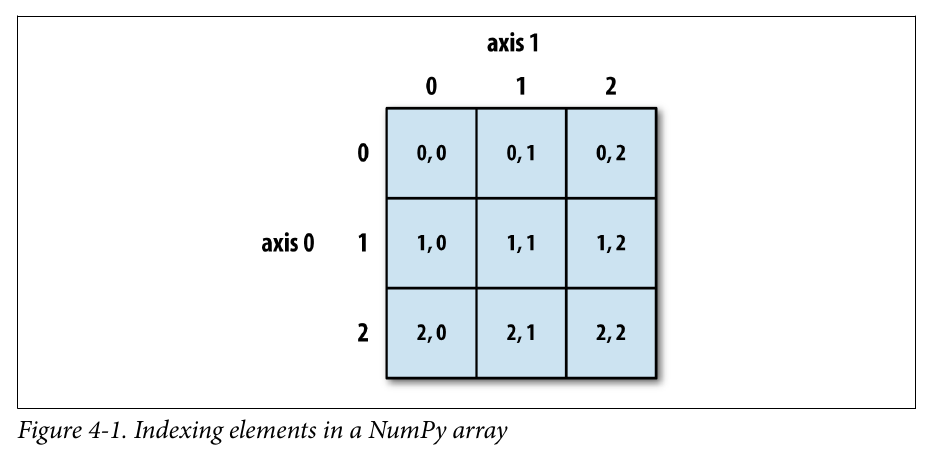 axis 1
0 1 2
0 0, 0 0, 1 0, 2
axis 0 1 1, 0 1, 1 1, 2
2 2, 0 2, 1 2, 2
Figure 4-1. Indexing elements in a NumPy array